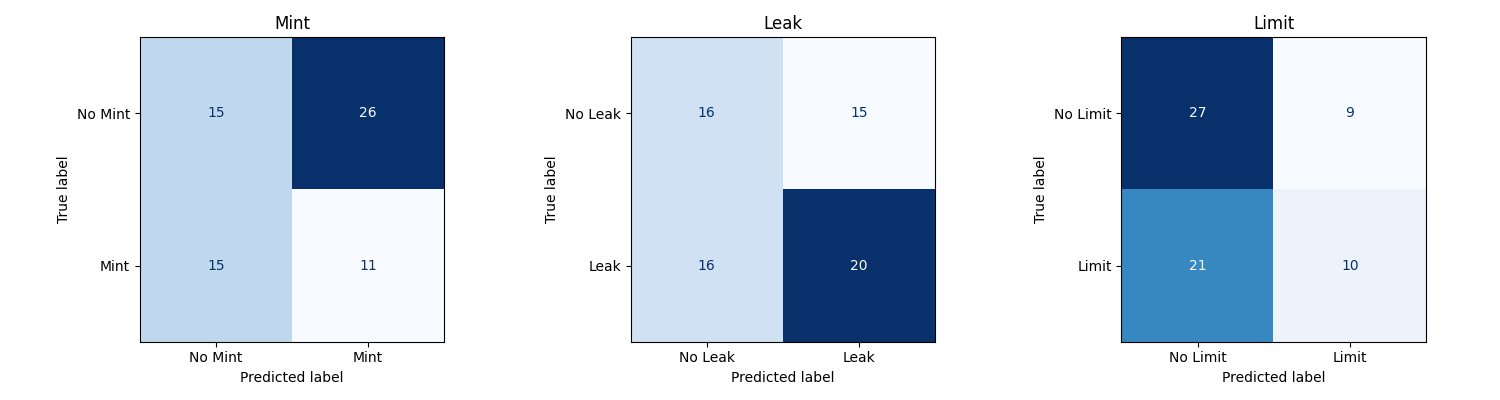 Mint
No Mint
15
26
True label
Mint
15
11
No Mint
Mint
Predicted label
Leak
No Leak
16
15
True label
Leak
16
20
No Leak
Leak
Predicted label
Limit
No Limit
27
9
True label
Limit
21
10
No Limit
Limit
Predicted label